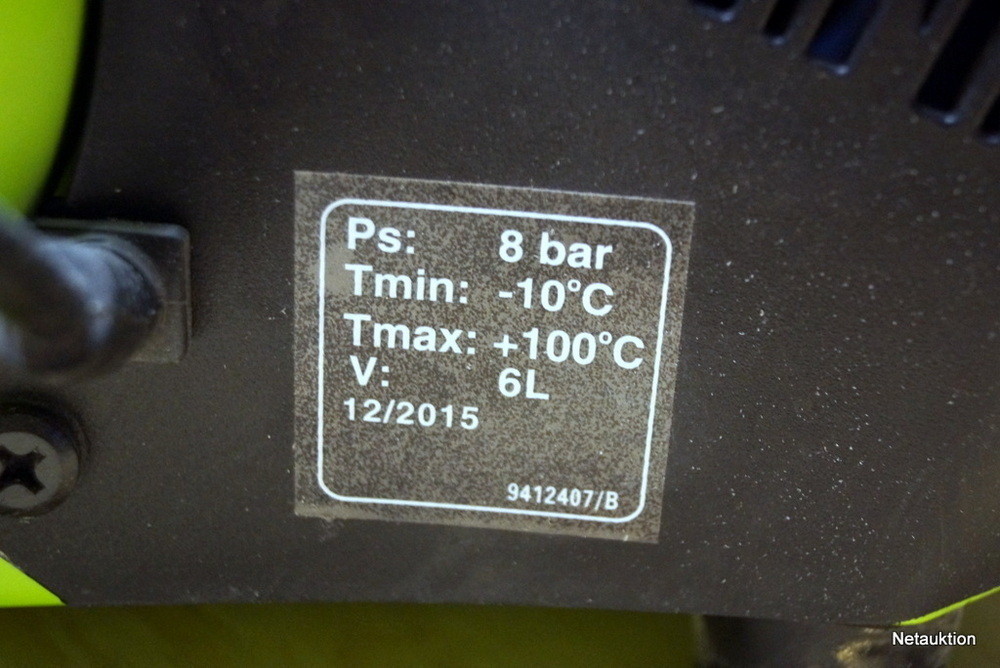 Ps: 8 bar
Tmin: -10°C
Tmax: +100°C
V: 6L
12/2015
9412407/B
Netauktion